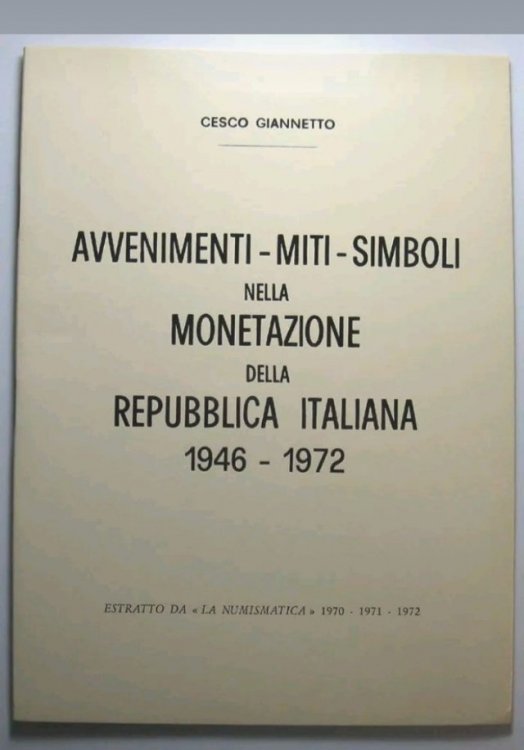 CESCO GIANNETTO
AVVENIMENTI - MITI - SIMBOLI
NELLA
MONETAZIONE
DELLA
REPUBBLICA ITALIANA
1946 - 1972
ESTRATTO DA « LA NUMISMATICA » 1970 - 1971 - 1972